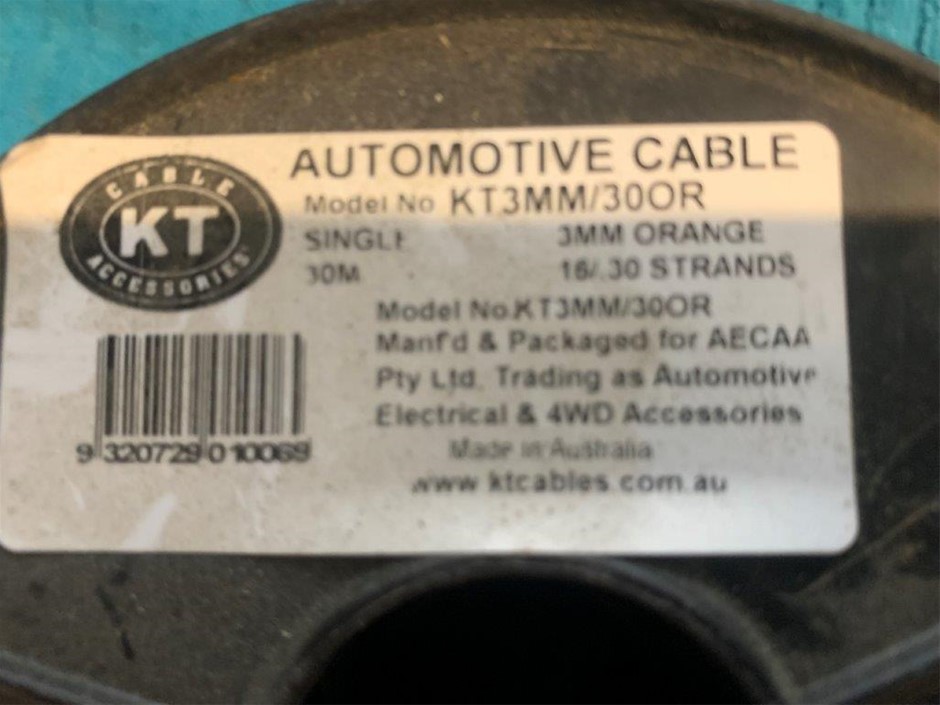 AUTOMOTIVE CABLE
CABLE
KT
ACCESSORIES
Model No KT3MM/30OR
SINGLE 3MM ORANGE
30M 16/.30 STRANDS
Model No.KT3MM/30OR
Manf'd & Packaged for AECAA
Pty Ltd. Trading as Automotive
Electrical & 4WD Accessories
Made in Australia
www.ktcables.com.au
9 320729 010069